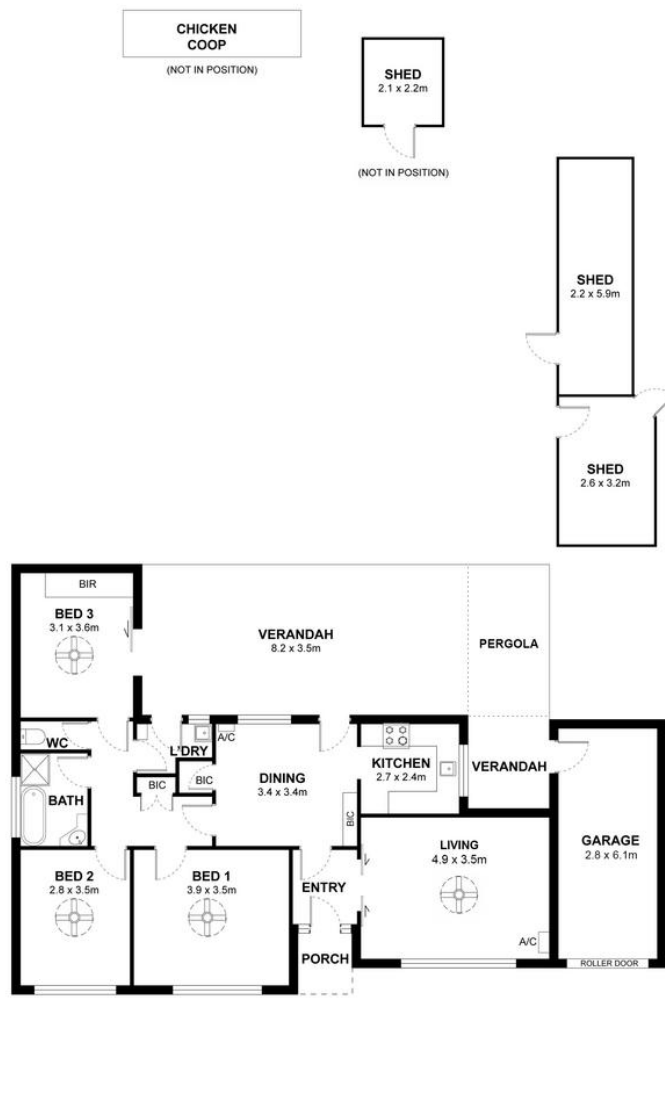 CHICKEN
COOP
(NOT IN POSITION)
SHED
2.1 x 2.2m
(NOT IN POSITION)
SHED
2.2 x 5.9m
SHED
2.6 x 3.2m
BIR
BED 3
3.1 x 3.6m
VERANDAH
8.2 x 3.5m
PERGOLA
WC
L'DRY
A/C
BIC
BIC
BATH
DINING
3.4 x 3.4m
BIC
KITCHEN
2.7 x 2.4m
VERANDAH
GARAGE
2.8 x 6.1m
ROLLER DOOR
LIVING
4.9 x 3.5m
A/C
BED 2
2.8 x 3.5m
BED 1
3.9 x 3.5m
ENTRY
PORCH